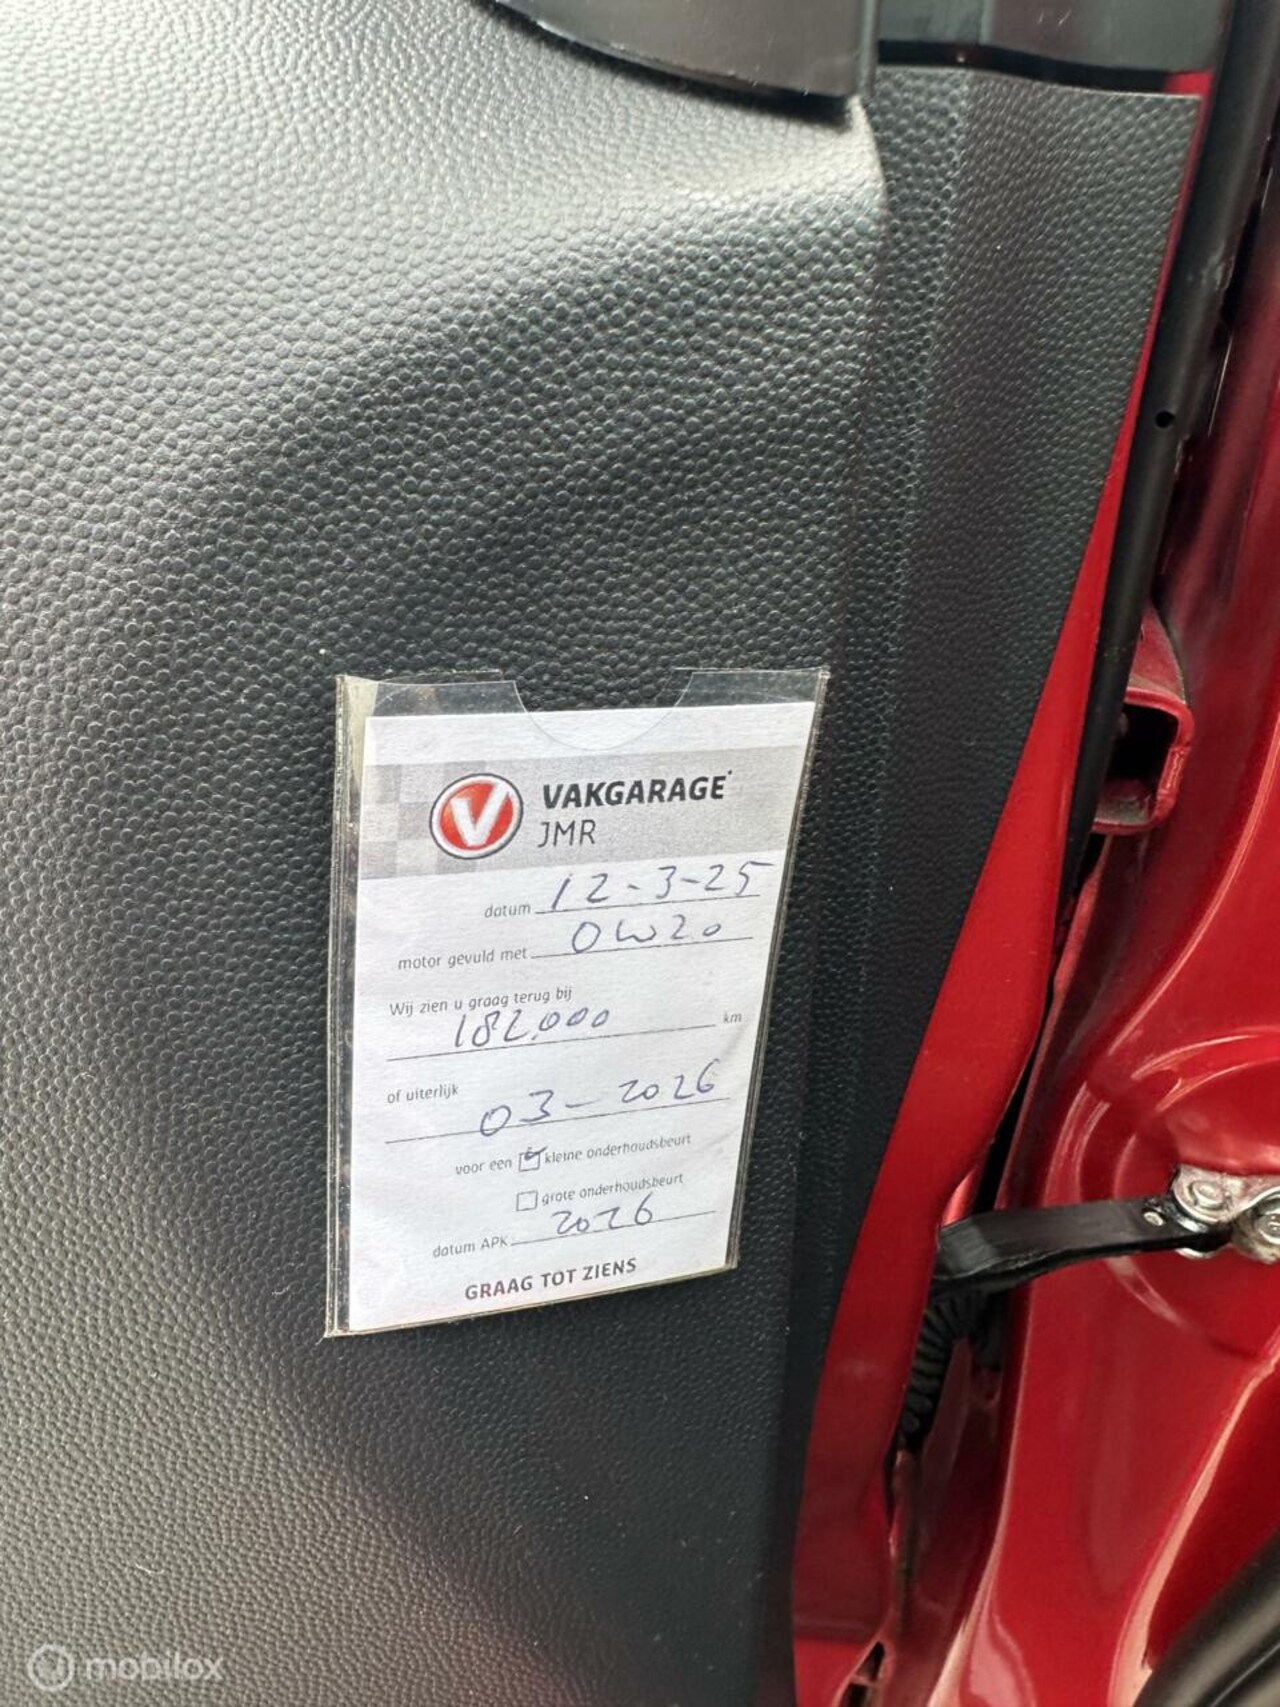 V VAKGARAGE
JMR
datum 12-3-25
motor gevuld met 0W20
Wij zien u graag terug bij
182.000 km
of uiterlijk
03-2026
voor een kleine onderhoudsbeurt
grote onderhoudsbeurt
datum APK 2026
GRAAG TOT ZIENS
mobilox